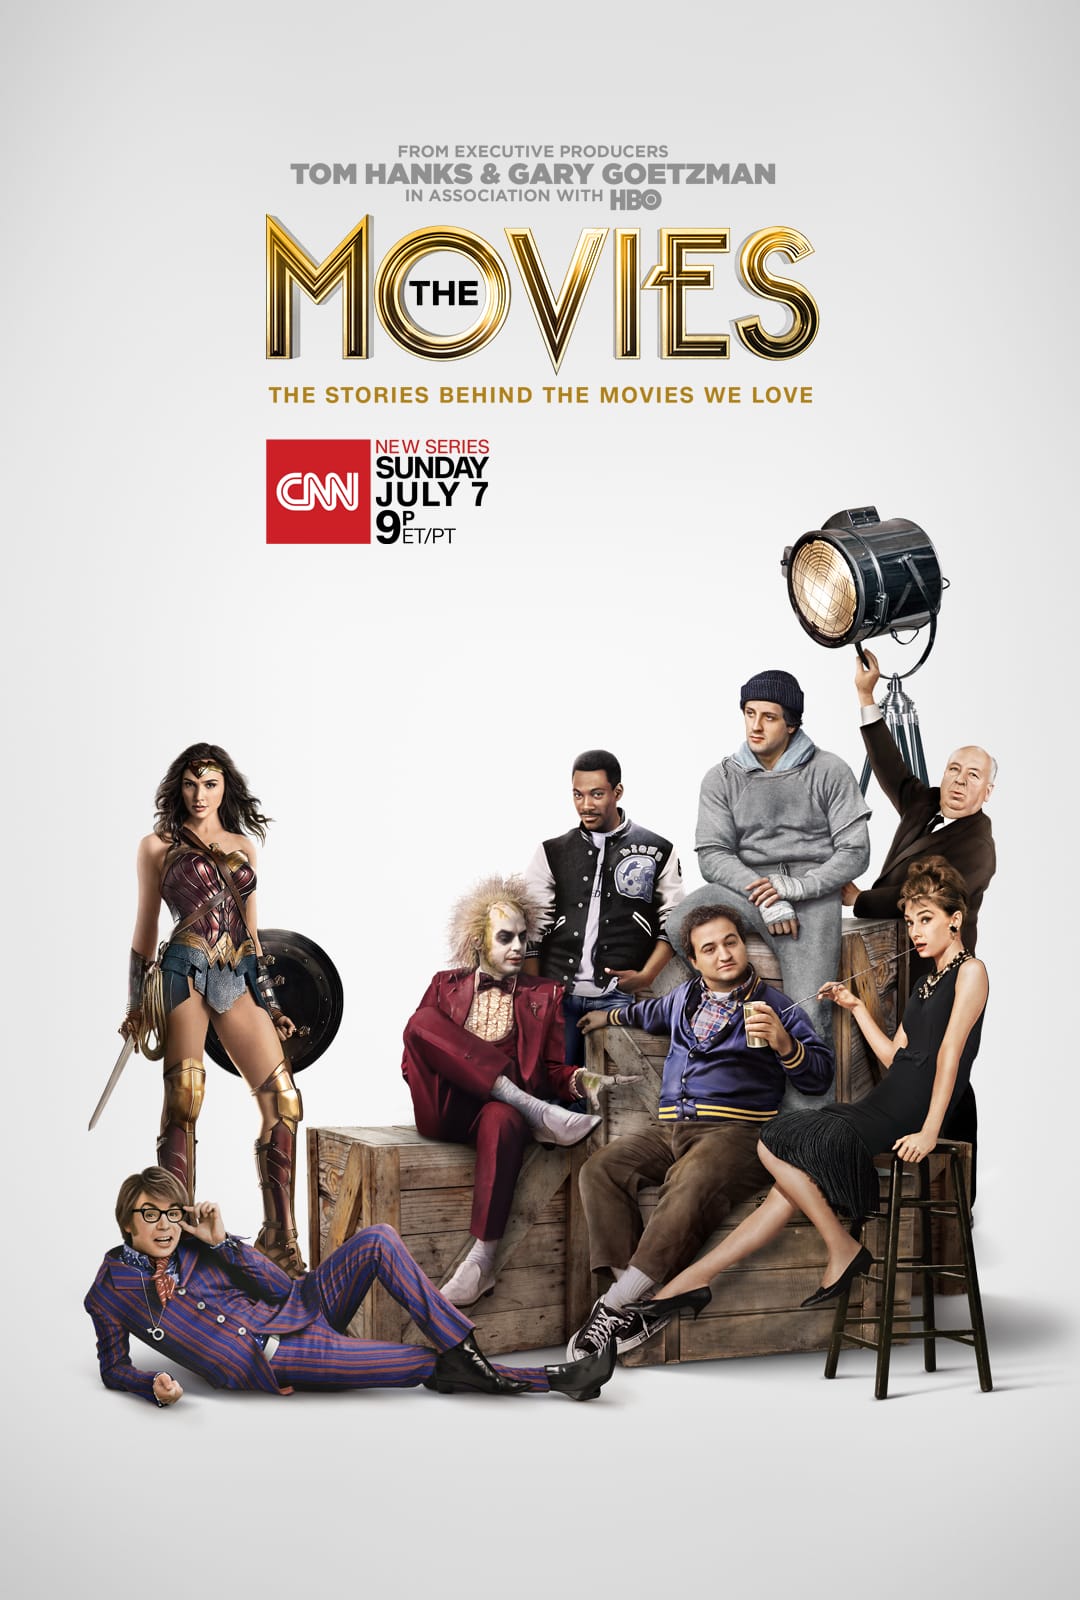 FROM EXECUTIVE PRODUCERS
TOM HANKS & GARY GOETZMAN
IN ASSOCIATION WITH HBO
THE MOVIES
THE STORIES BEHIND THE MOVIES WE LOVE
CNN
NEW SERIES
SUNDAY
JULY 7
9P ET/PT